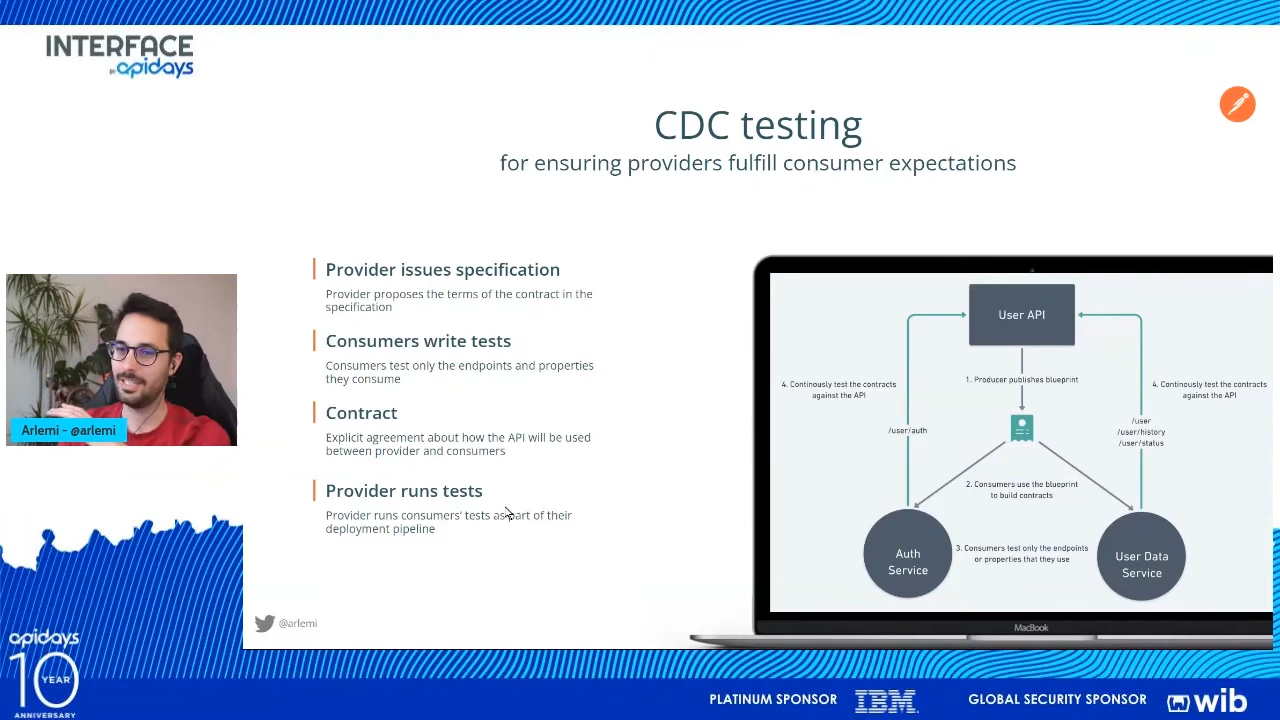 INTERFACE
BY apidays
CDC testing
for ensuring providers fulfill consumer expectations
Provider issues specification
Provider proposes the terms of the contract in the
specification
Consumers write tests
Consumers test only the endpoints and properties
they consume
Contract
Explicit agreement about how the API will be used
between provider and consumers
Provider runs tests
Provider runs consumers' tests as part of their
deployment pipeline
User API
1. Producer publishes blueprint
4. Continously test the contracts
against the API
4. Continously test the contracts
against the API
/user/auth
/user
/user/history
/user/status
2. Consumers use the blueprint
to build contracts
3. Consumers test only the endpoints
or properties that they use
Auth
Service
User Data
Service
MacBook
Arlemi - @arlemi
@arlemi
apidays
10
YEAR
ANNIVERSARY
PLATINUM SPONSOR
IBM
GLOBAL SECURITY SPONSOR
wib